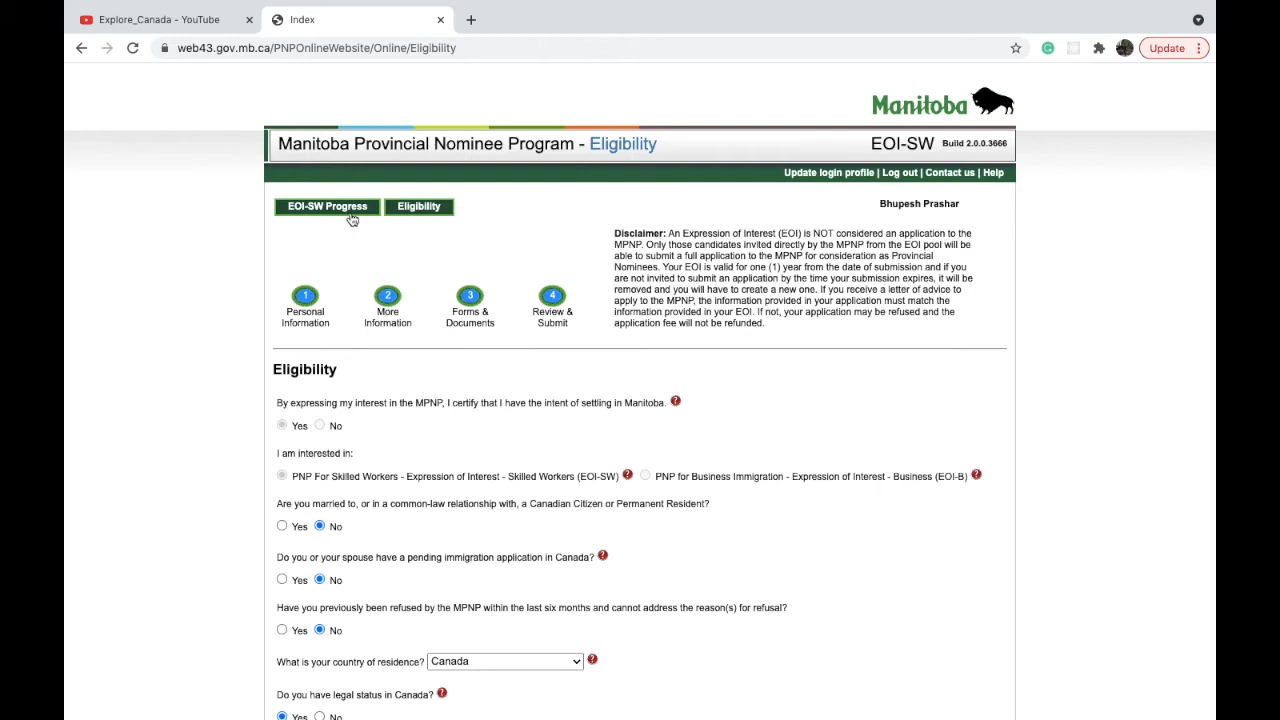 Explore_Canada - YouTube
Index
web43.gov.mb.ca/PNPOnlineWebsite/Online/Eligibility
Update
Manitoba
Manitoba Provincial Nominee Program - Eligibility
EOI-SW Build 2.0.0.3666
Update login profile | Log out | Contact us | Help
EOI-SW Progress
Eligibility
Bhupesh Prashar
Disclaimer: An Expression of Interest (EOI) is NOT considered an application to the
MPNP. Only those candidates invited directly by the MPNP from the EOI pool will be
able to submit a full application to the MPNP for consideration as Provincial
Nominees. Your EOI is valid for one (1) year from the date of submission and if you
are not invited to submit an application by the time your submission expires, it will be
removed and you will have to create a new one. If you receive a letter of advice to
apply to the MPNP, the information provided in your application must match the
information provided in your EOI. If not, your application may be refused and the
application fee will not be refunded.
1
Personal
Information
2
More
Information
3
Forms &
Documents
4
Review &
Submit
Eligibility
By expressing my interest in the MPNP, I certify that I have the intent of settling in Manitoba. ?
Yes No
I am interested in:
PNP For Skilled Workers - Expression of Interest - Skilled Workers (EOI-SW) ? PNP for Business Immigration - Expression of Interest - Business (EOI-B) ?
Are you married to, or in a common-law relationship with, a Canadian Citizen or Permanent Resident?
Yes No
Do you or your spouse have a pending immigration application in Canada? ?
Yes No
Have you previously been refused by the MPNP within the last six months and cannot address the reason(s) for refusal?
Yes No
What is your country of residence? Canada ?
Do you have legal status in Canada? ?
Yes No